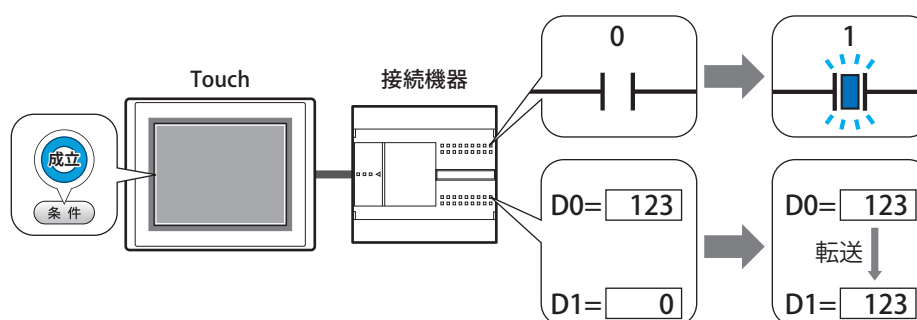 0
1
Touch
接続機器
成立
条 件
D0= 123
D0= 123
転送
D1= 0
D1= 123